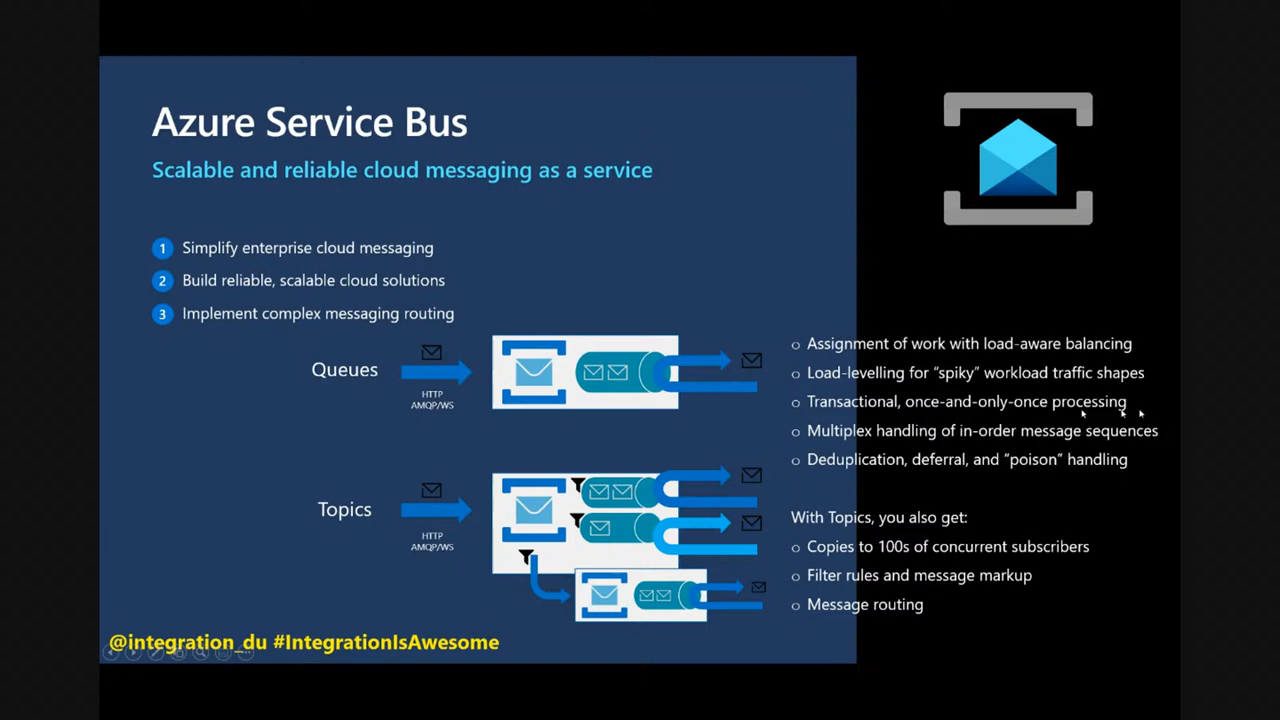 Azure Service Bus
Scalable and reliable cloud messaging as a service
1 Simplify enterprise cloud messaging
2 Build reliable, scalable cloud solutions
3 Implement complex messaging routing
Queues
HTTP
AMQP/WS
○ Assignment of work with load-aware balancing
○ Load-levelling for “spiky” workload traffic shapes
○ Transactional, once-and-only-once processing
○ Multiplex handling of in-order message sequences
○ Deduplication, deferral, and “poison” handling
Topics
HTTP
AMQP/WS
With Topics, you also get:
○ Copies to 100s of concurrent subscribers
○ Filter rules and message markup
○ Message routing
@integration_du #IntegrationIsAwesome